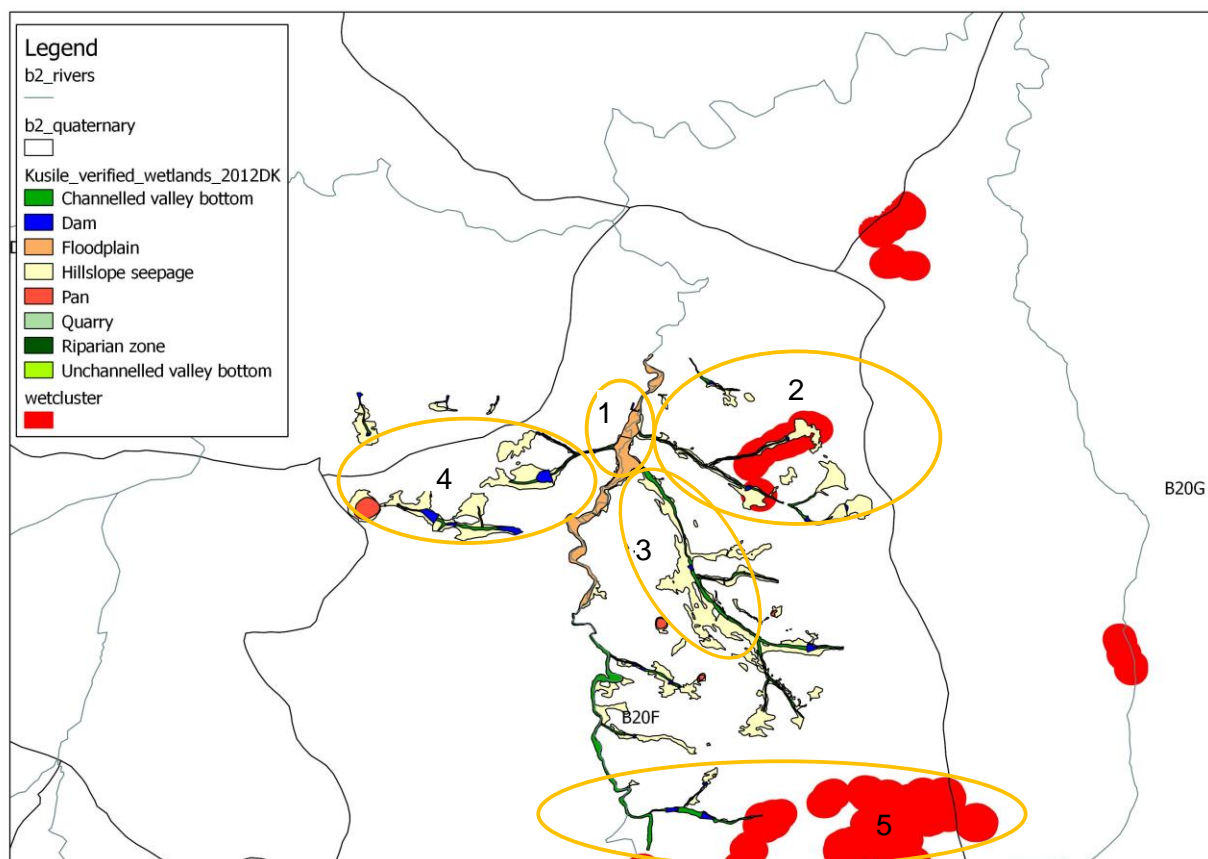 Legend
b2_rivers
b2_quaternary
Kusile_verified_wetlands_2012DK
Channelled valley bottom
Dam
Floodplain
Hillslope seepage
Pan
Quarry
Riparian zone
Unchannelled valley bottom
wetcluster
1
2
4
B20G
3
B20F
5